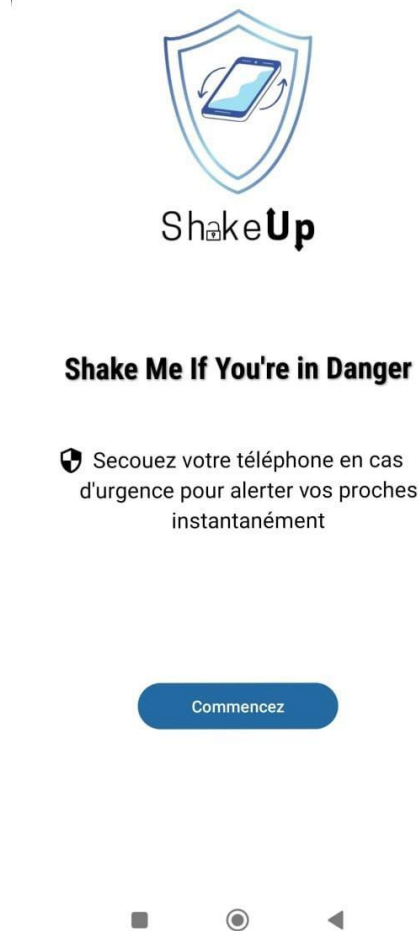 ShakeUp
Shake Me If You're in Danger
Secouez votre téléphone en cas
d'urgence pour alerter vos proches
instantanément
Commencez